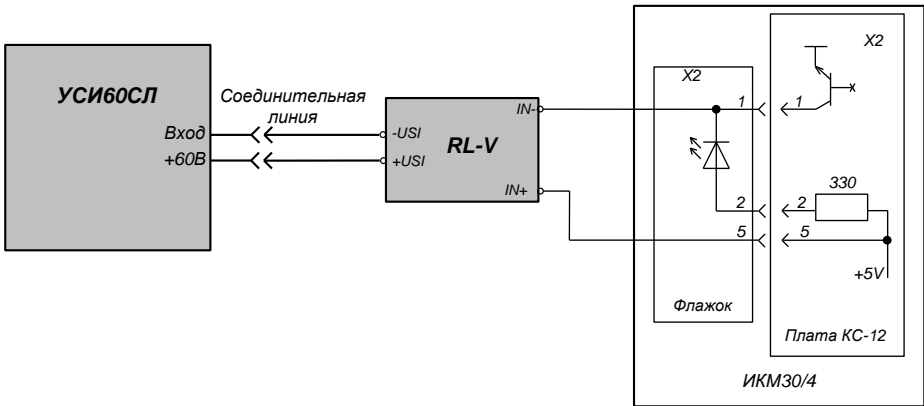 УСИ60СЛ
Вход
+60В
Соединительная
линия
-USI
+USI
RL-V
IN-
IN+
X2
1
2
5
Флажок
X2
1
2
5
330
+5V
Плата КС-12
ИКМ30/4